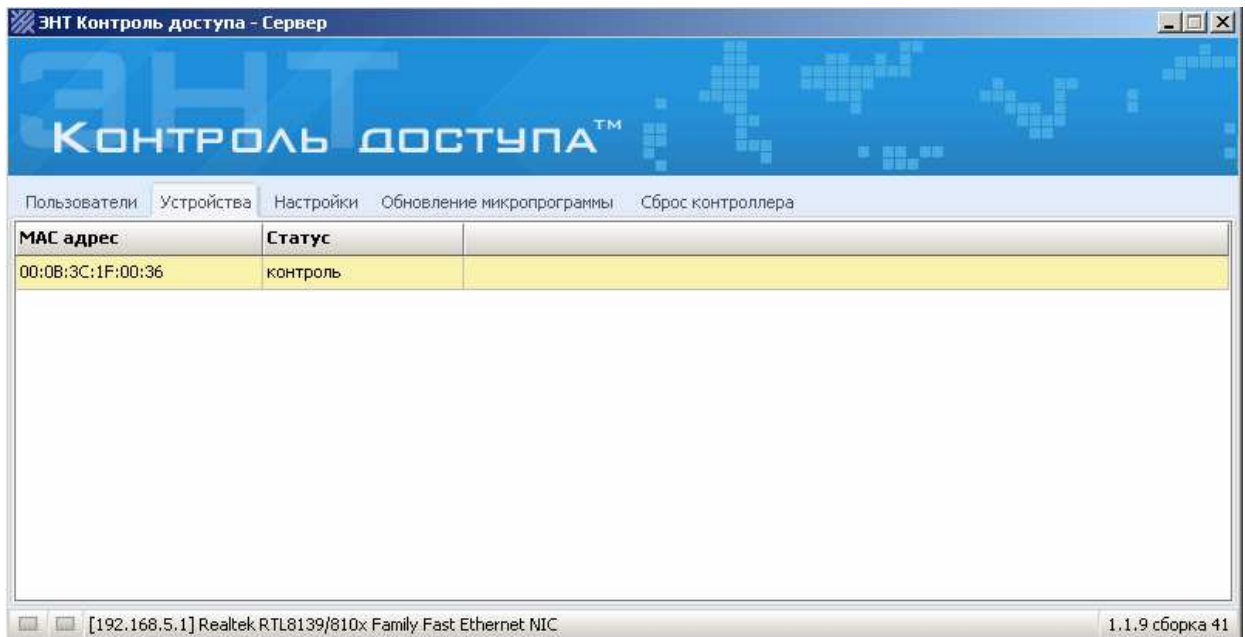 ЭНТ Контроль доступа - Сервер
ЭНТ
Контроль доступа™
Пользователи Устройства Настройки Обновление микропрограммы Сброс контроллера
MAC адрес Статус
00:0B:3C:1F:00:36 контроль
[192.168.5.1] Realtek RTL8139/810x Family Fast Ethernet NIC 1.1.9 сборка 41